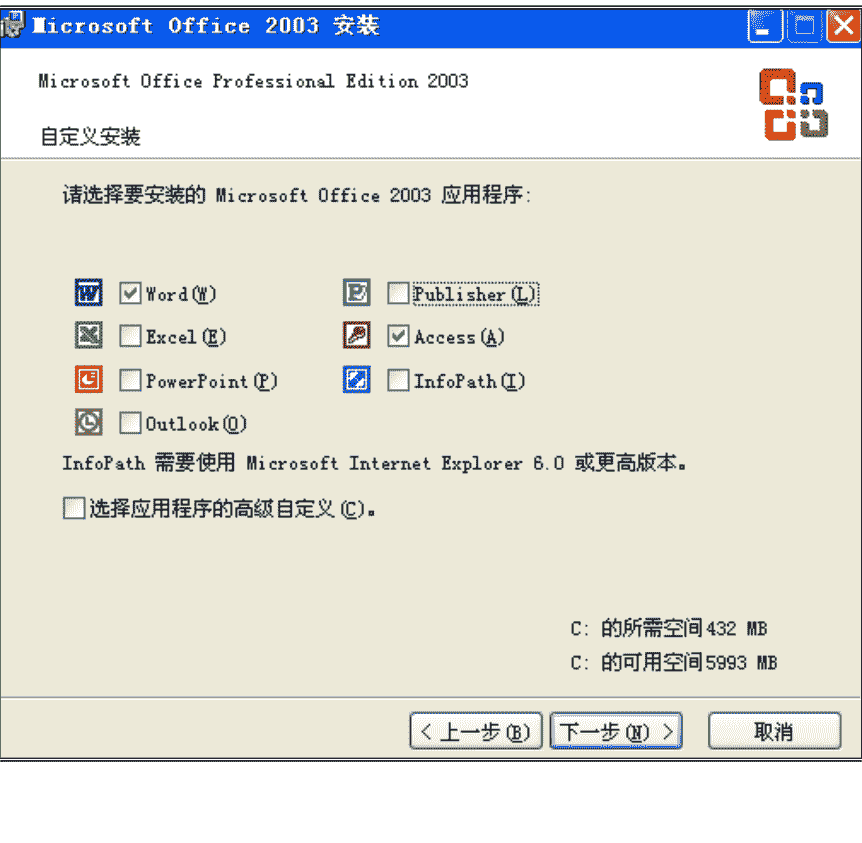 Microsoft Office 2003 安装
Microsoft Office Professional Edition 2003
自定义安装
请选择要安装的 Microsoft Office 2003 应用程序:
Word(W)
Publisher(L)
Excel(E)
Access(A)
PowerPoint(P)
InfoPath(I)
Outlook(O)
InfoPath 需要使用 Microsoft Internet Explorer 6.0 或更高版本。
选择应用程序的高级自定义(C)。
C: 的所需空间432 MB
C: 的可用空间5993 MB
< 上一步(B)
下一步(N) >
取消